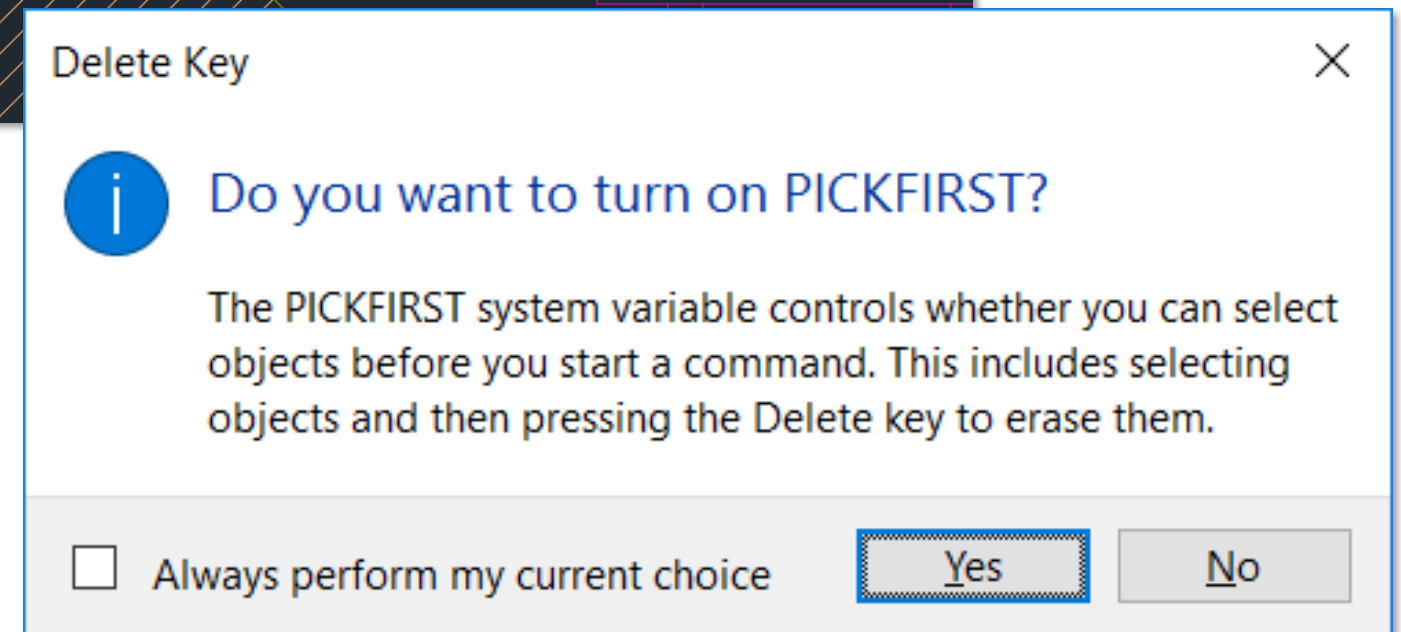 Delete Key
Do you want to turn on PICKFIRST?
The PICKFIRST system variable controls whether you can select
objects before you start a command. This includes selecting
objects and then pressing the Delete key to erase them.
Always perform my current choice
Yes
No